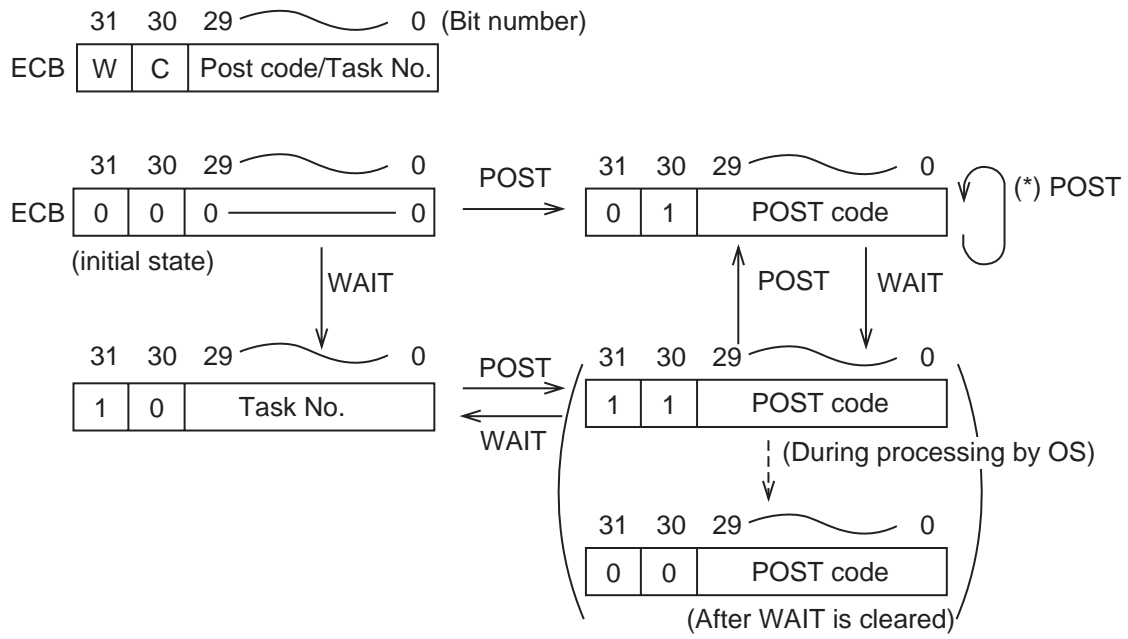 31 30 29 0 (Bit number)
ECB W C Post code/Task No.
31 30 29 0
ECB 0 0 0 0
(initial state)
POST
31 30 29 0
0 1 POST code
(*) POST
WAIT
POST
WAIT
31 30 29 0
1 0 Task No.
POST
WAIT
31 30 29 0
1 1 POST code
(During processing by OS)
31 30 29 0
0 0 POST code
(After WAIT is cleared)